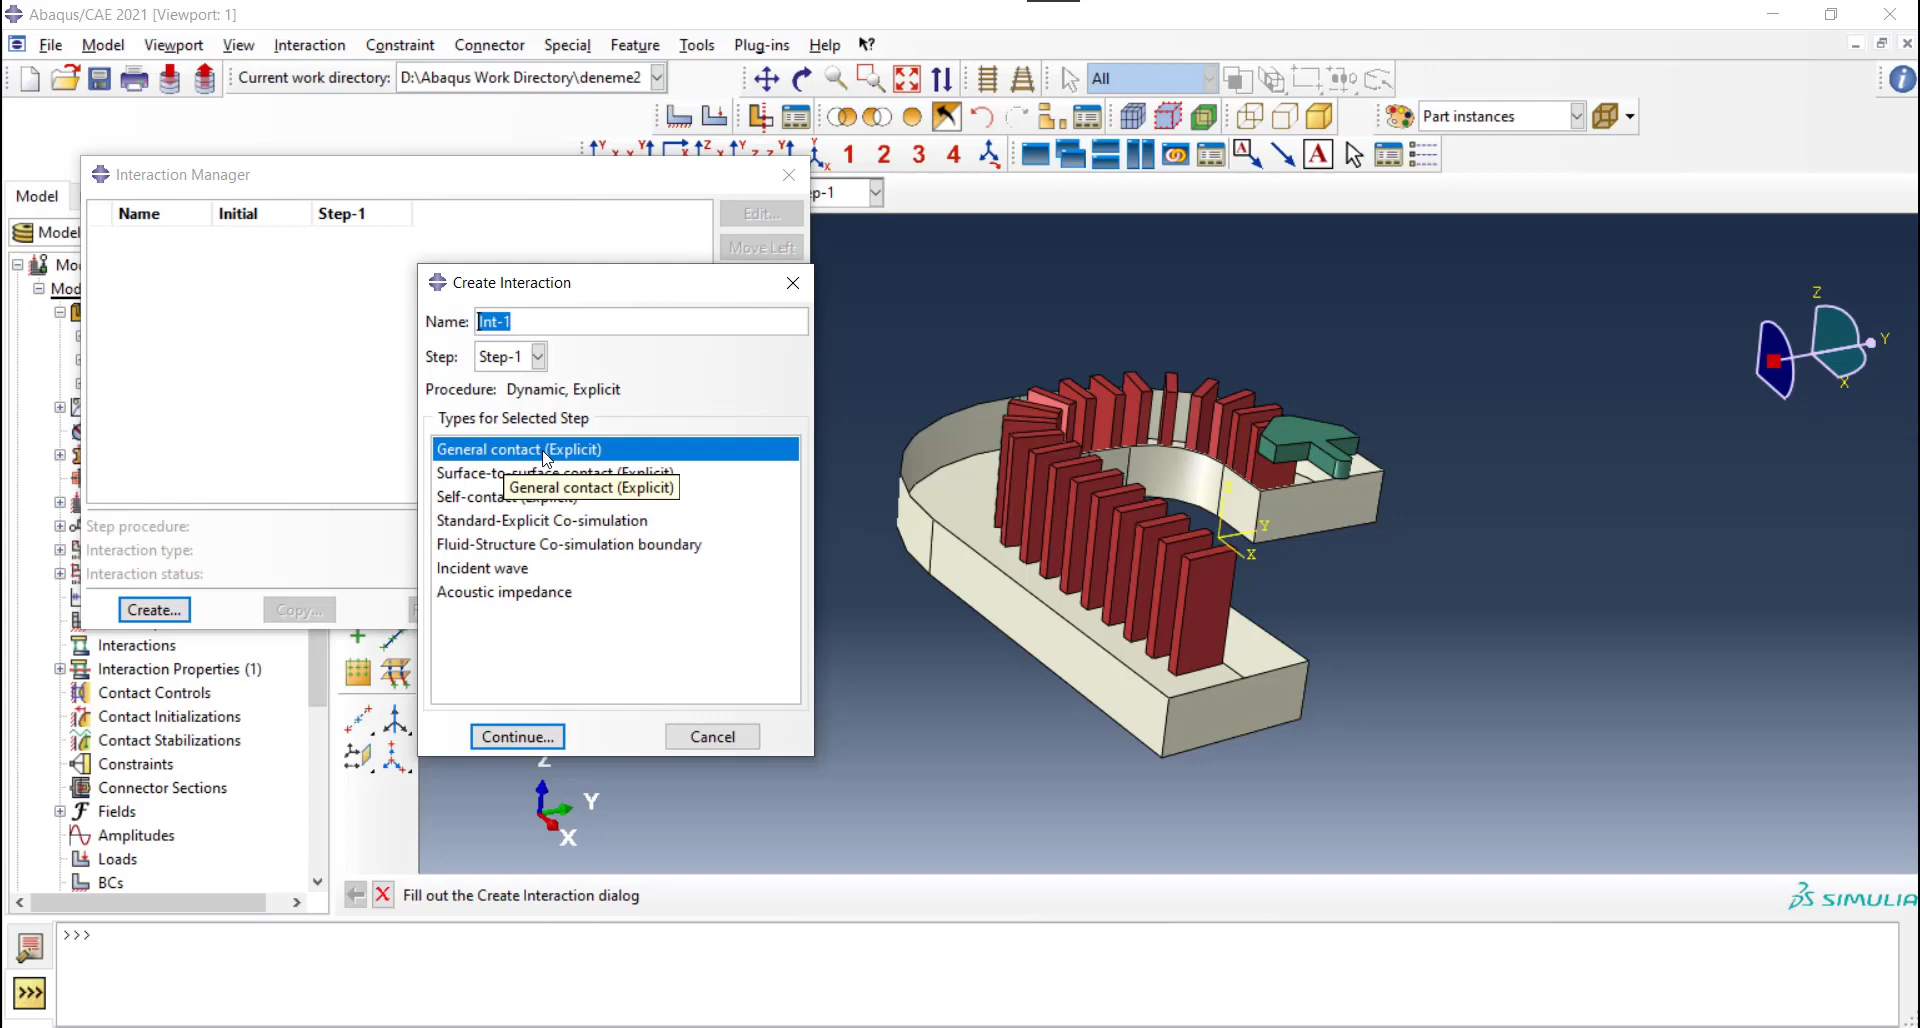 Abaqus/CAE 2021 [Viewport: 1]
File Model Viewport View Interaction Constraint Connector Special Feature Tools Plug-ins Help
Current work directory: D:\Abaqus Work Directory\deneme2
All
Part instances
1 2 3 4
Interaction Manager
Model
Name Initial Step-1
Edit...
Move Left
Create Interaction
Name: Int-1
Step: Step-1
Procedure: Dynamic, Explicit
Types for Selected Step
General contact (Explicit)
General contact (Explicit)
Standard-Explicit Co-simulation
Fluid-Structure Co-simulation boundary
Incident wave
Acoustic impedance
Continue... Cancel
Step procedure:
Interaction type:
Interaction status:
Create... Copy...
Interactions
Interaction Properties (1)
Contact Controls
Contact Initializations
Contact Stabilizations
Constraints
Connector Sections
Fields
Amplitudes
Loads
BCs
Z
Y
X
Y
X
Z
Y
X
Fill out the Create Interaction dialog
SIMULIA
>>>